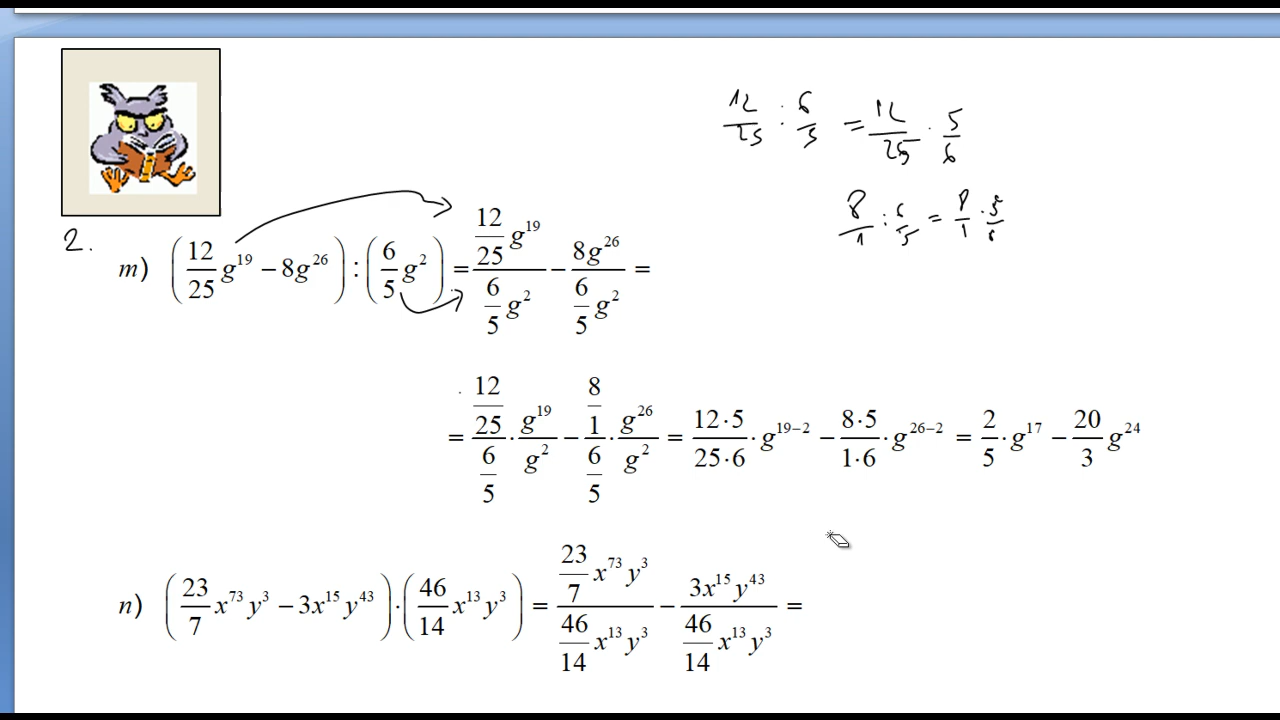 12/25 : 6/5 = 12/25 · 5/6
8/1 : 6/5 = 8/1 · 5/6
2.
m) (12/25 g^19 − 8g^26) : (6/5 g^2) = (12/25 g^19)/(6/5 g^2) − (8g^26)/(6/5 g^2) =
= (12/25)/(6/5) · g^19/g^2 − (8/1)/(6/5) · g^26/g^2 = (12·5)/(25·6) · g^(19−2) − (8·5)/(1·6) · g^(26−2) = 2/5 · g^17 − 20/3 g^24
n) (23/7 x^73 y^3 − 3x^15 y^43) · (46/14 x^13 y^3) = (23/7 x^73 y^3)/(46/14 x^13 y^3) − (3x^15 y^43)/(46/14 x^13 y^3) =